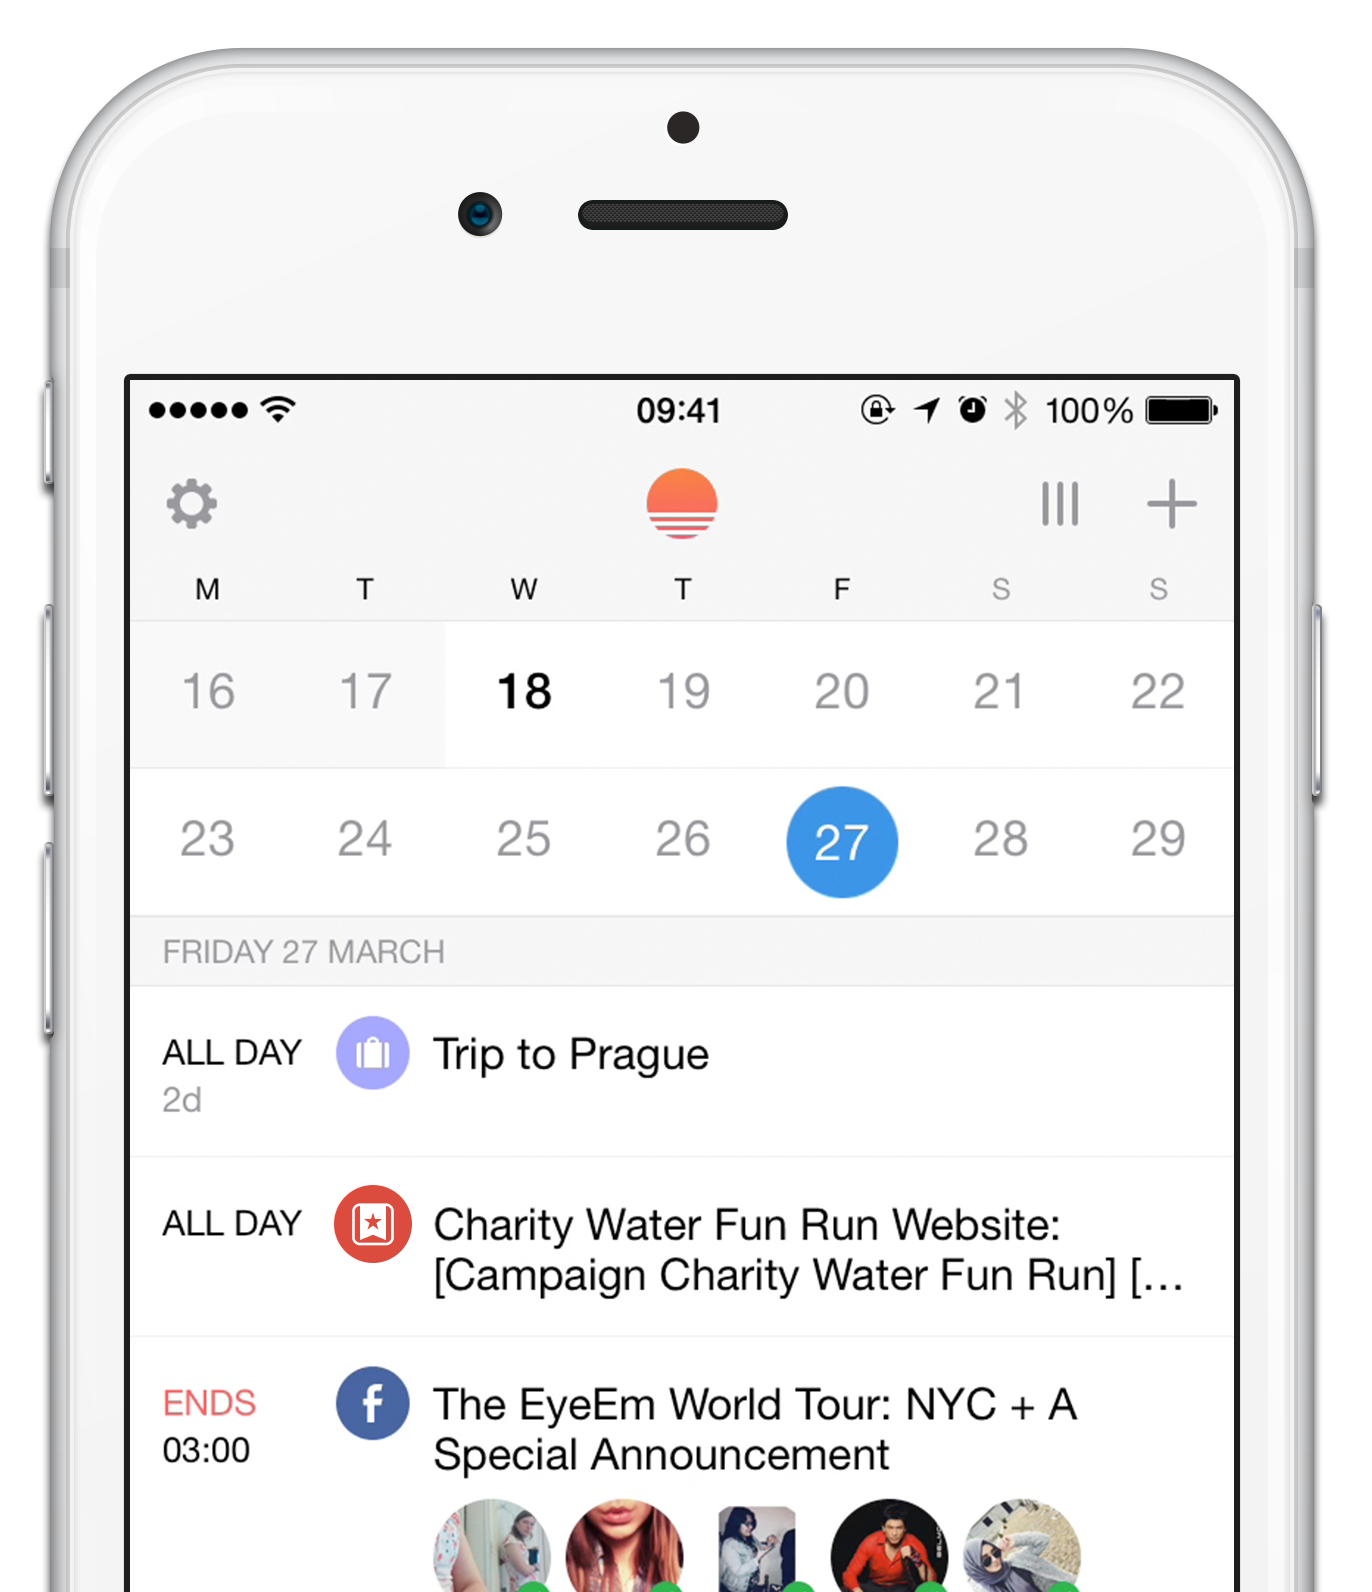 09:41 100%
M T W T F S S
16 17 18 19 20 21 22
23 24 25 26 27 28 29
FRIDAY 27 MARCH
ALL DAY Trip to Prague
2d
ALL DAY Charity Water Fun Run Website:
[Campaign Charity Water Fun Run] […
ENDS The EyeEm World Tour: NYC + A
03:00 Special Announcement